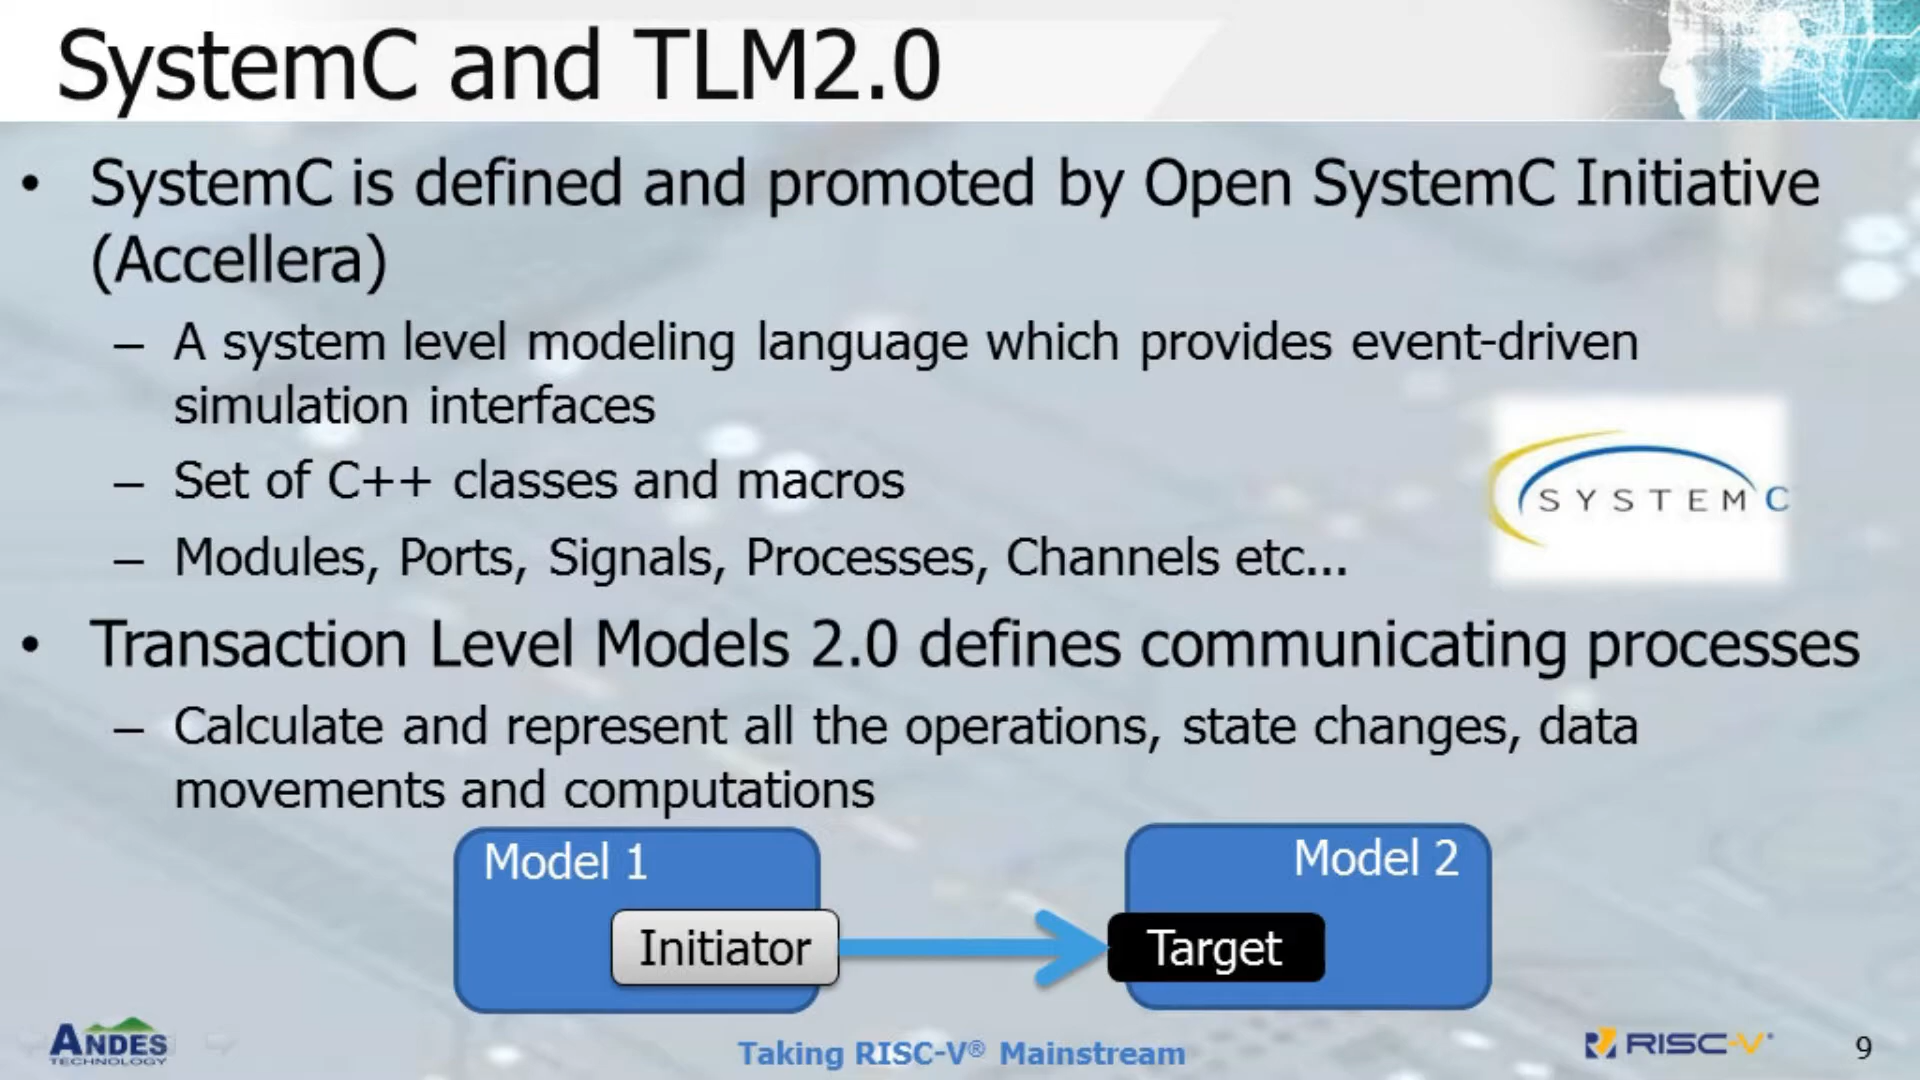 SystemC and TLM2.0
• SystemC is defined and promoted by Open SystemC Initiative
(Accellera)
– A system level modeling language which provides event-driven
simulation interfaces
– Set of C++ classes and macros
– Modules, Ports, Signals, Processes, Channels etc...
SYSTEMC
• Transaction Level Models 2.0 defines communicating processes
– Calculate and represent all the operations, state changes, data
movements and computations
Model 1
Model 2
Initiator
Target
ANDES
TECHNOLOGY
Taking RISC-V® Mainstream
RISC-V
9